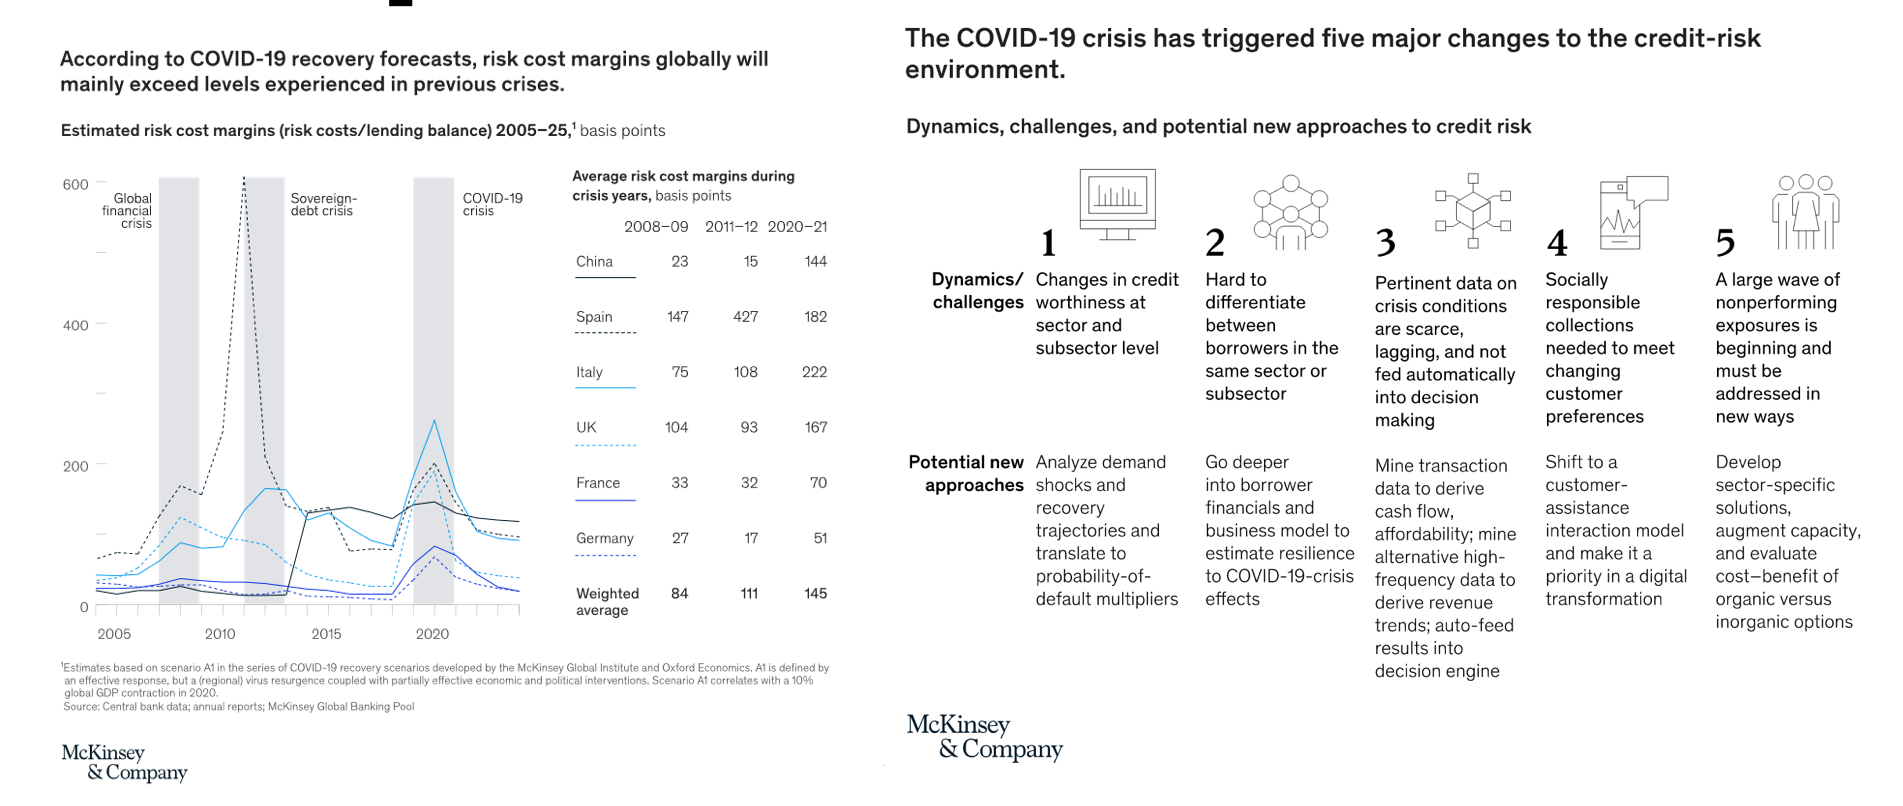 According to COVID-19 recovery forecasts, risk cost margins globally will
mainly exceed levels experienced in previous crises.
Estimated risk cost margins (risk costs/lending balance) 2005–25,¹ basis points
600
400
200
0
Global
financial
crisis
Sovereign-
debt crisis
COVID-19
crisis
2005 2010 2015 2020
Average risk cost margins during
crisis years, basis points
2008–09 2011–12 2020–21
China 23 15 144
Spain 147 427 182
Italy 75 108 222
UK 104 93 167
France 33 32 70
Germany 27 17 51
Weighted 84 111 145
average
¹Estimates based on scenario A1 in the series of COVID-19 recovery scenarios developed by the McKinsey Global Institute and Oxford Economics. A1 is defined by
an effective response, but a (regional) virus resurgence coupled with partially effective economic and political interventions. Scenario A1 correlates with a 10%
global GDP contraction in 2020.
Source: Central bank data; annual reports; McKinsey Global Banking Pool
McKinsey
& Company
The COVID-19 crisis has triggered five major changes to the credit-risk
environment.
Dynamics, challenges, and potential new approaches to credit risk
Dynamics/
challenges
1
Changes in credit
worthiness at
sector and
subsector level
2
Hard to
differentiate
between
borrowers in the
same sector or
subsector
3
Pertinent data on
crisis conditions
are scarce,
lagging, and not
fed automatically
into decision
making
4
Socially
responsible
collections
needed to meet
changing
customer
preferences
5
A large wave of
nonperforming
exposures is
beginning and
must be
addressed in
new ways
Potential new
approaches
Analyze demand
shocks and
recovery
trajectories and
translate to
probability-of-
default multipliers
Go deeper
into borrower
financials and
business model to
estimate resilience
to COVID-19-crisis
effects
Mine transaction
data to derive
cash flow,
affordability; mine
alternative high-
frequency data to
derive revenue
trends; auto-feed
results into
decision engine
Shift to a
customer-
assistance
interaction model
and make it a
priority in a digital
transformation
Develop
sector-specific
solutions,
augment capacity,
and evaluate
cost–benefit of
organic versus
inorganic options
McKinsey
& Company